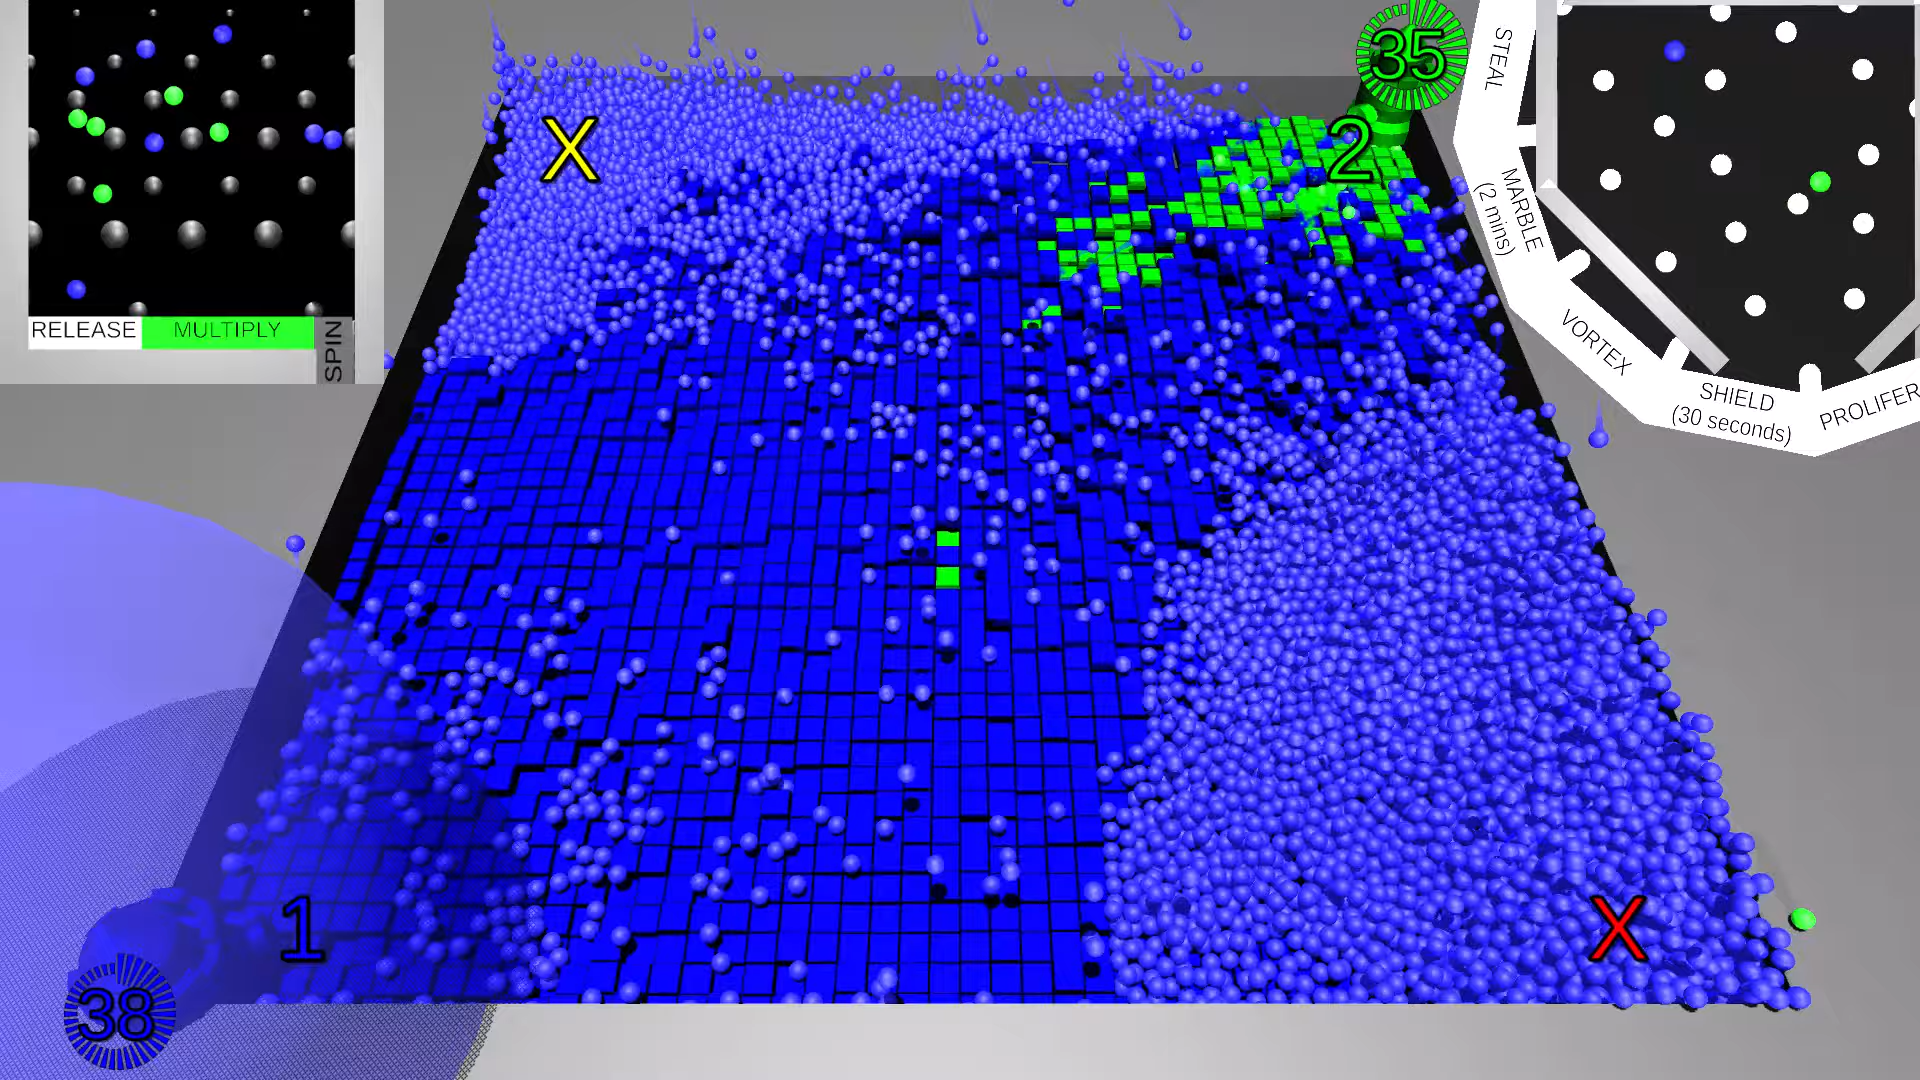 RELEASE
MULTIPLY
SPIN
X
2
35
STEAL
MARBLE
(2 mins)
VORTEX
SHIELD
(30 seconds)
PROLIFER
1
38
X